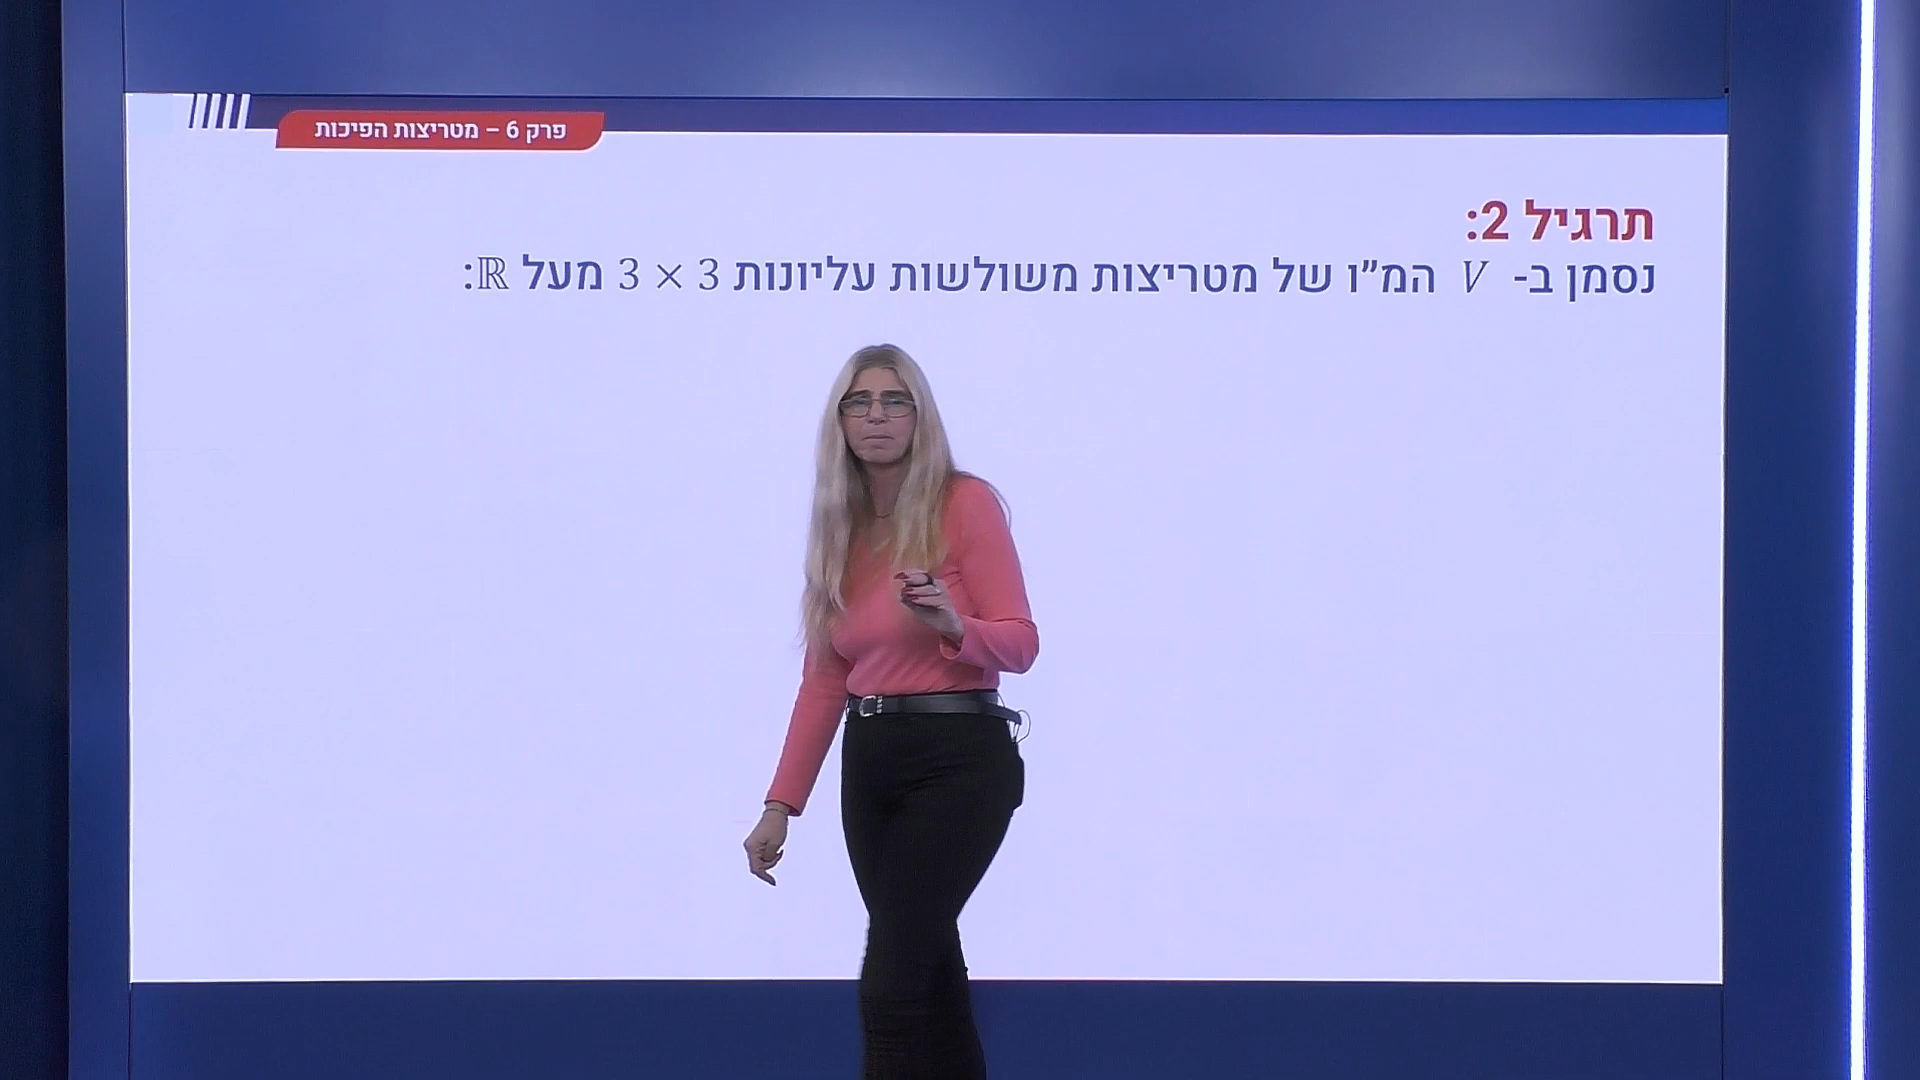 פרק 6 – מטריצות הפיכות
תרגיל 2:
נסמן ב- V המ״ו של מטריצות משולשות עליונות 3 × 3 מעל ℝ: